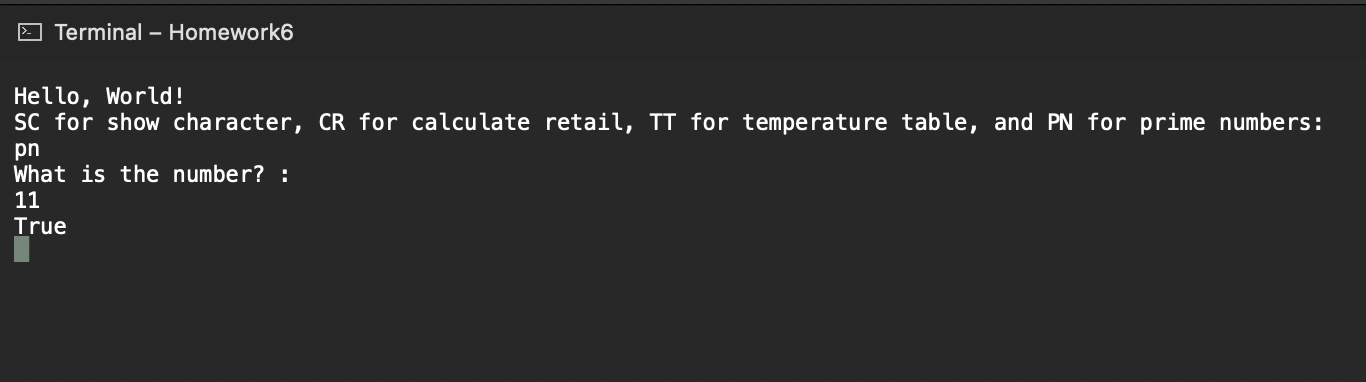 Terminal – Homework6
Hello, World!
SC for show character, CR for calculate retail, TT for temperature table, and PN for prime numbers:
pn
What is the number? :
11
True